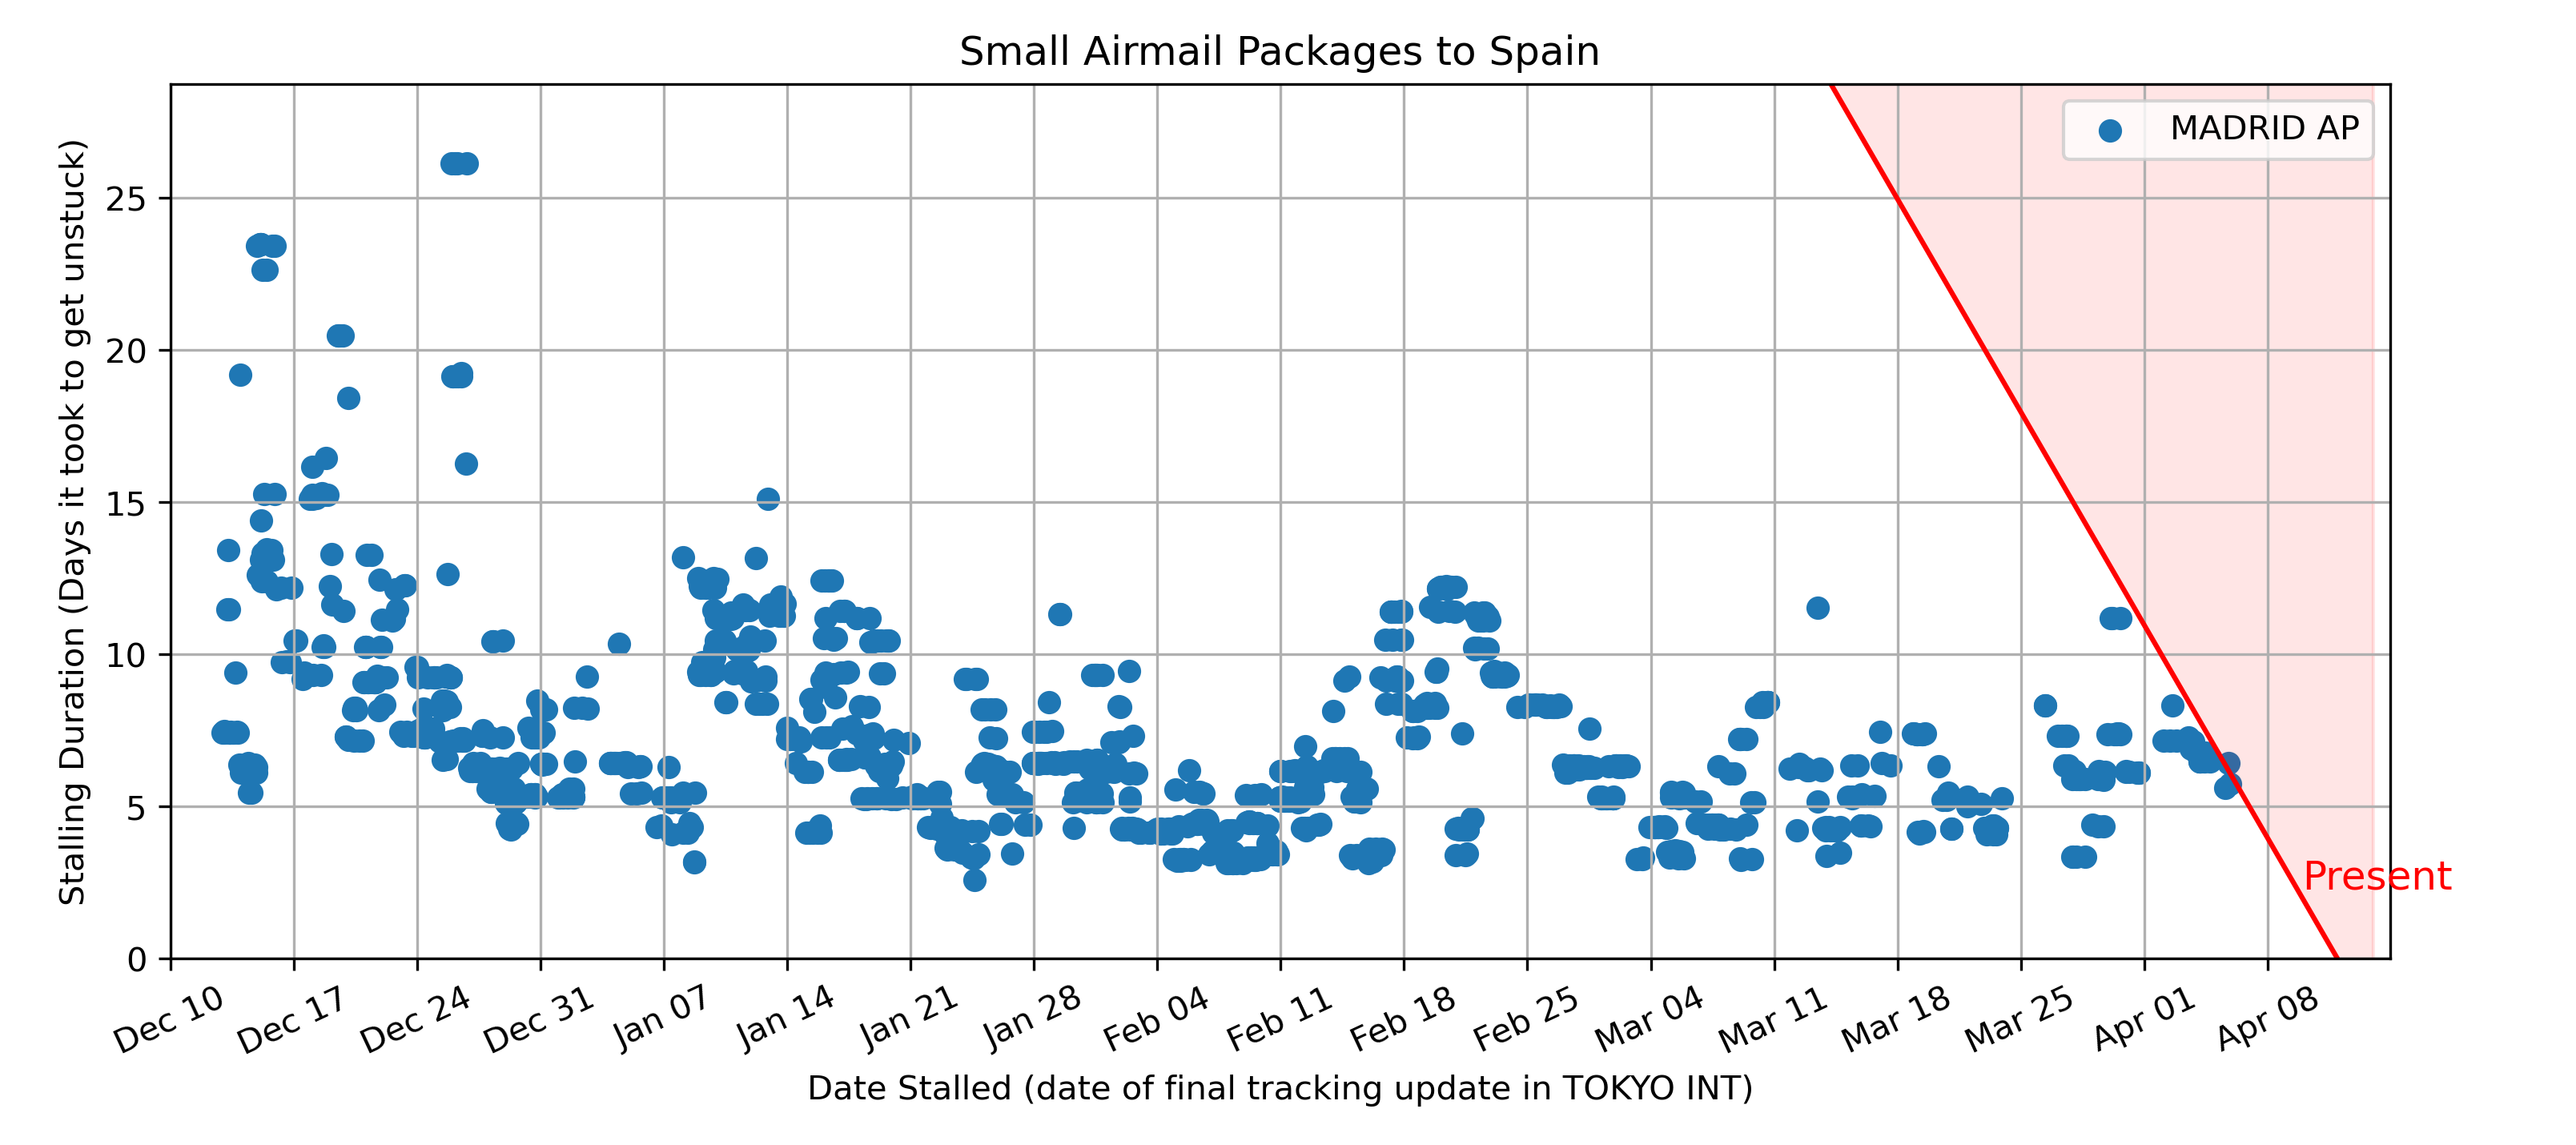 Small Airmail Packages to Spain
MADRID AP
Stalling Duration (Days it took to get unstuck)
25
20
15
10
5
0
Present
Dec 10
Dec 17
Dec 24
Dec 31
Jan 07
Jan 14
Jan 21
Jan 28
Feb 04
Feb 11
Feb 18
Feb 25
Mar 04
Mar 11
Mar 18
Mar 25
Apr 01
Apr 08
Date Stalled (date of final tracking update in TOKYO INT)